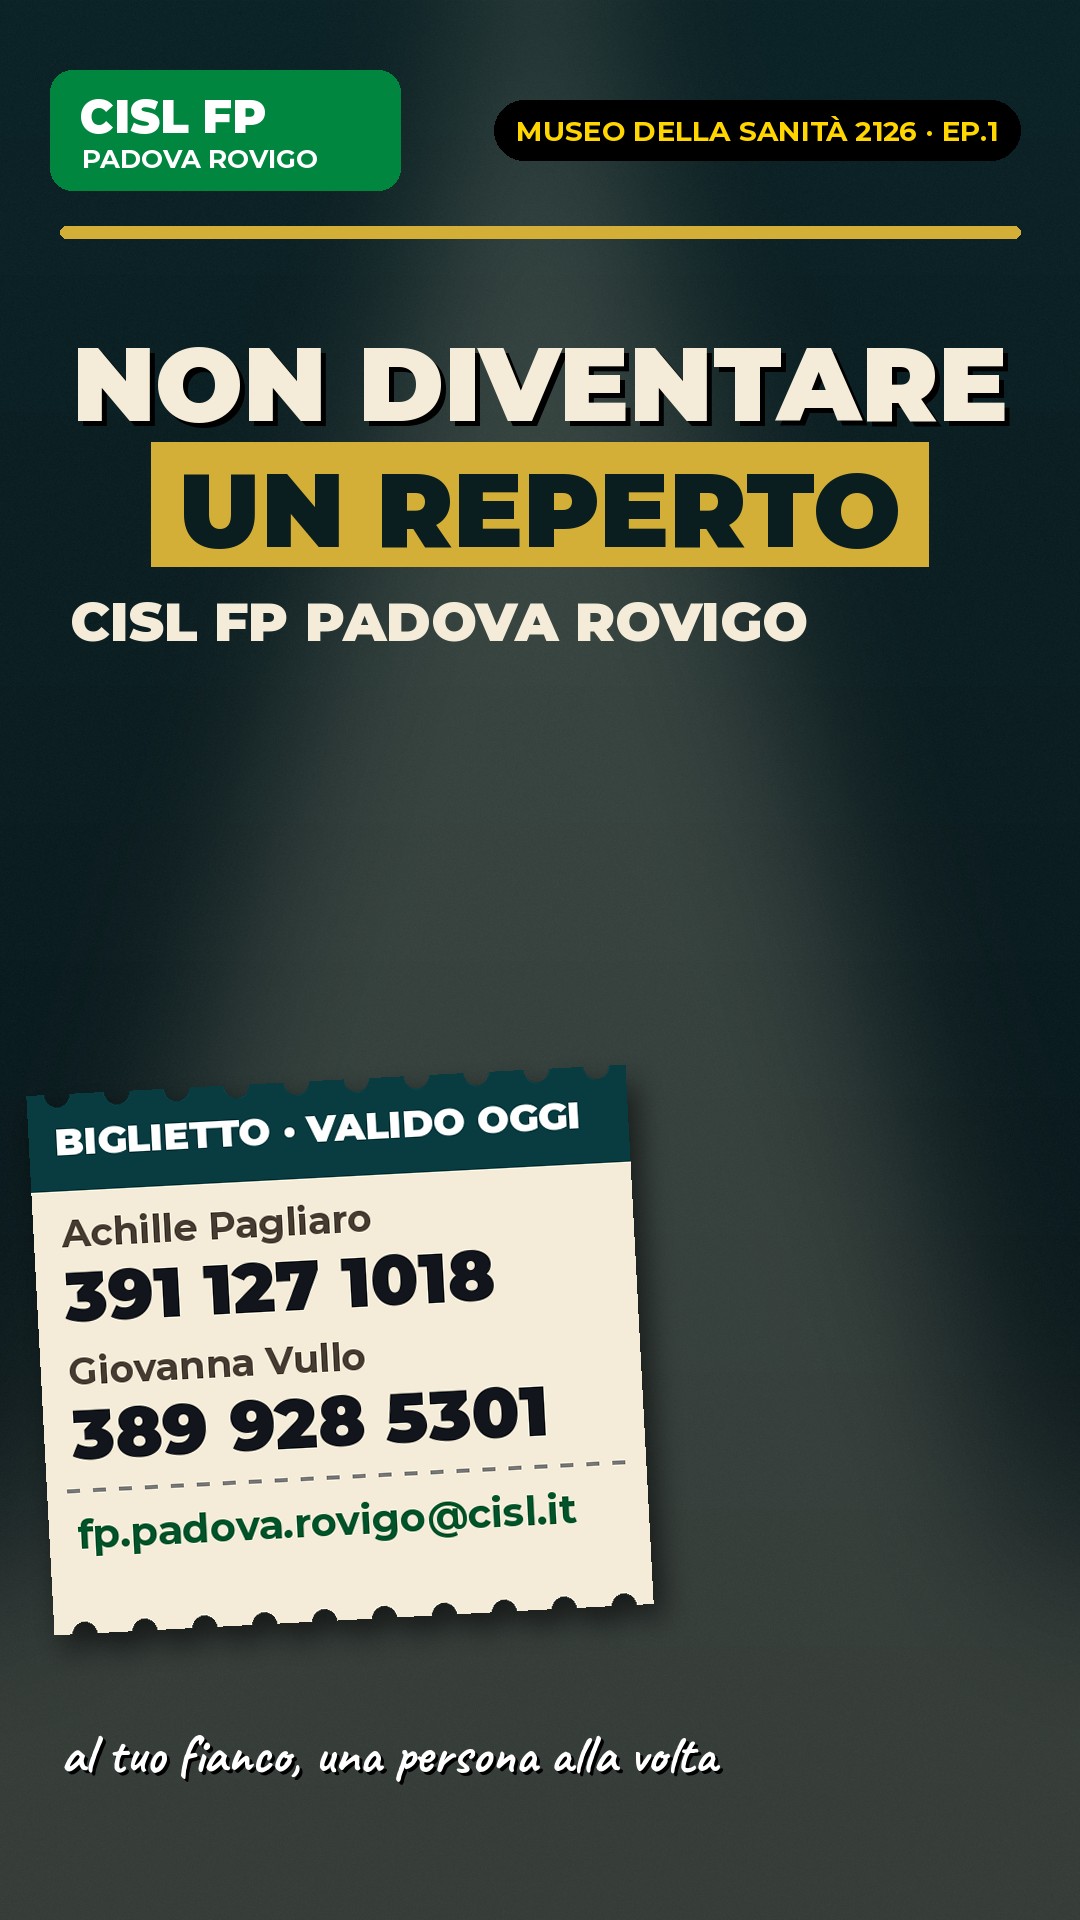 CISL FP
PADOVA ROVIGO
MUSEO DELLA SANITÀ 2126 · EP.1
NON DIVENTARE
UN REPERTO
CISL FP PADOVA ROVIGO
BIGLIETTO • VALIDO OGGI
Achille Pagliaro
391 127 1018
Giovanna Vullo
389 928 5301
fp.padova.rovigo@cisl.it
al tuo fianco, una persona alla volta